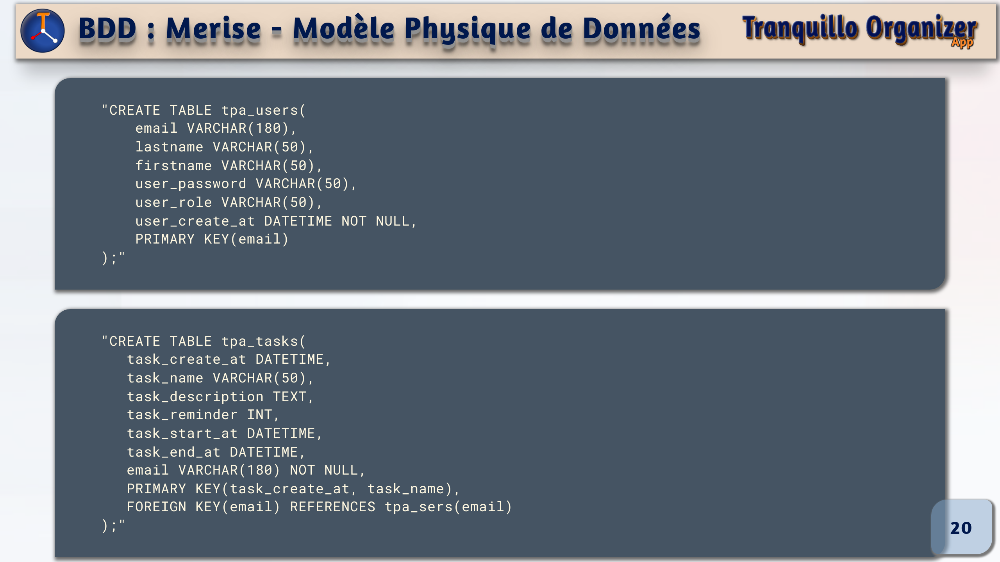 BDD : Merise - Modèle Physique de Données
Tranquillo Organizer
App
"CREATE TABLE tpa_users(
email VARCHAR(180),
lastname VARCHAR(50),
firstname VARCHAR(50),
user_password VARCHAR(50),
user_role VARCHAR(50),
user_create_at DATETIME NOT NULL,
PRIMARY KEY(email)
);"
"CREATE TABLE tpa_tasks(
task_create_at DATETIME,
task_name VARCHAR(50),
task_description TEXT,
task_reminder INT,
task_start_at DATETIME,
task_end_at DATETIME,
email VARCHAR(180) NOT NULL,
PRIMARY KEY(task_create_at, task_name),
FOREIGN KEY(email) REFERENCES tpa_sers(email)
);"
20